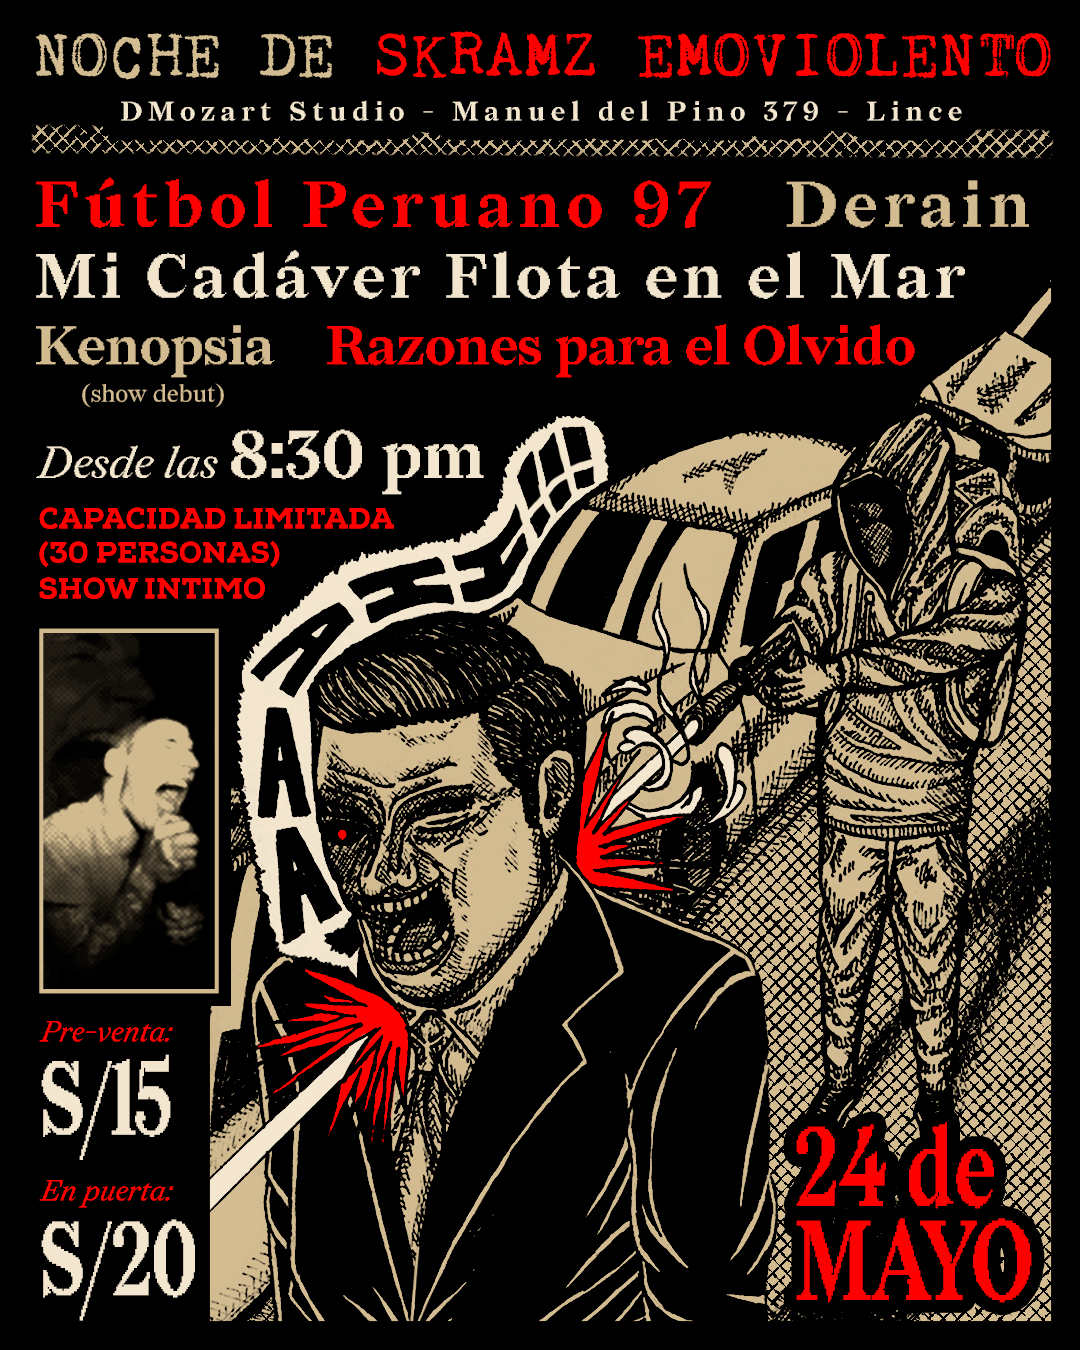 NOCHE DE SKRAMZ EMOVIOLENTO
DMozart Studio - Manuel del Pino 379 - Lince
Fútbol Peruano 97 Derain
Mi Cadáver Flota en el Mar
Kenopsia Razones para el Olvido
(show debut)
Desde las 8:30 pm
CAPACIDAD LIMITADA
(30 PERSONAS)
SHOW INTIMO
Pre-venta:
S/15
En puerta:
S/20
24 de
MAYO